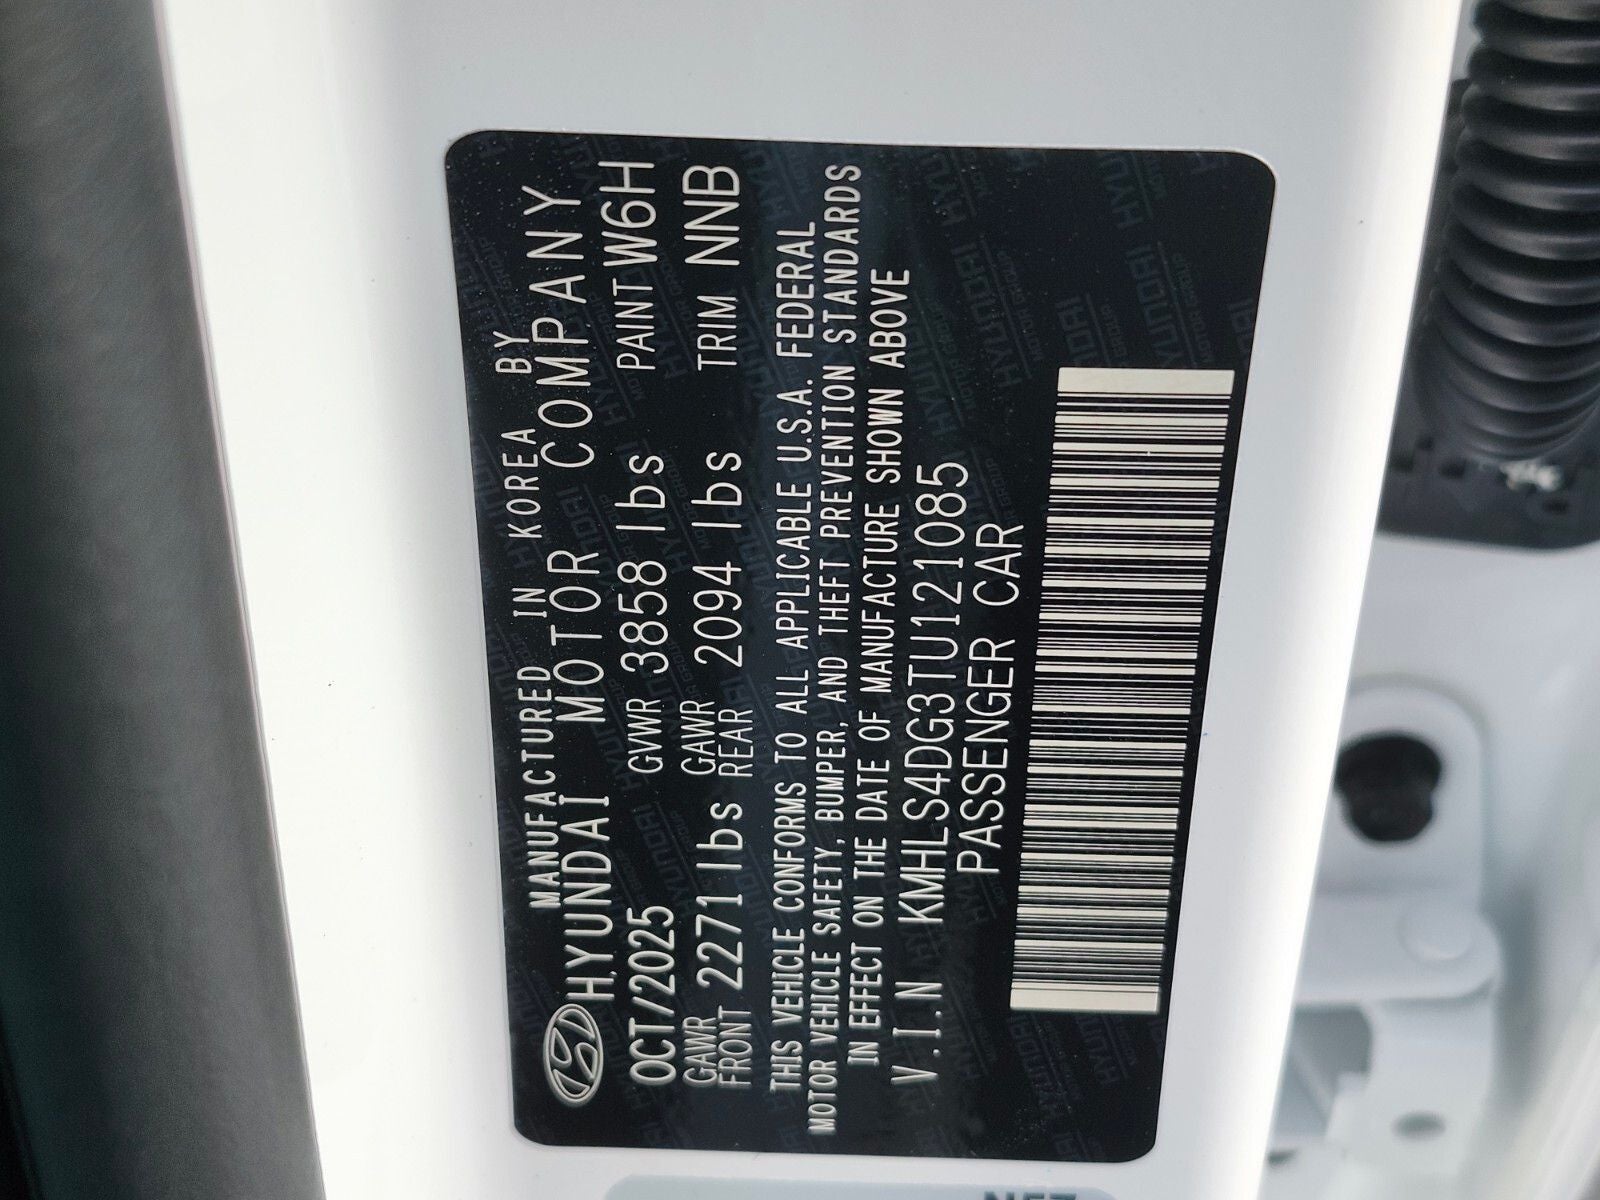 MANUFACTURED IN KOREA BY
HYUNDAI MOTOR COMPANY
OCT/2025 GVWR 3858 lbs PAINT W6H
GAWR FRONT 2271 lbs GAWR REAR 2094 lbs TRIM NNB
THIS VEHICLE CONFORMS TO ALL APPLICABLE U.S.A. FEDERAL
MOTOR VEHICLE SAFETY, BUMPER, AND THEFT PREVENTION STANDARDS
IN EFFECT ON THE DATE OF MANUFACTURE SHOWN ABOVE
V.I.N KMHLS4DG3TU121085
PASSENGER CAR